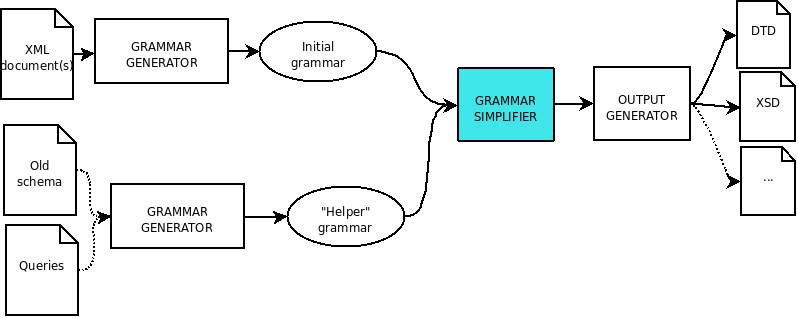 XML
document(s)
GRAMMAR
GENERATOR
Initial
grammar
Old
schema
Queries
GRAMMAR
GENERATOR
"Helper"
grammar
GRAMMAR
SIMPLIFIER
OUTPUT
GENERATOR
DTD
XSD
...